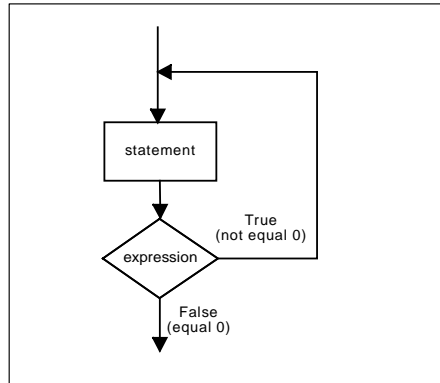 statement
True
(not equal 0)
expression
False
(equal 0)